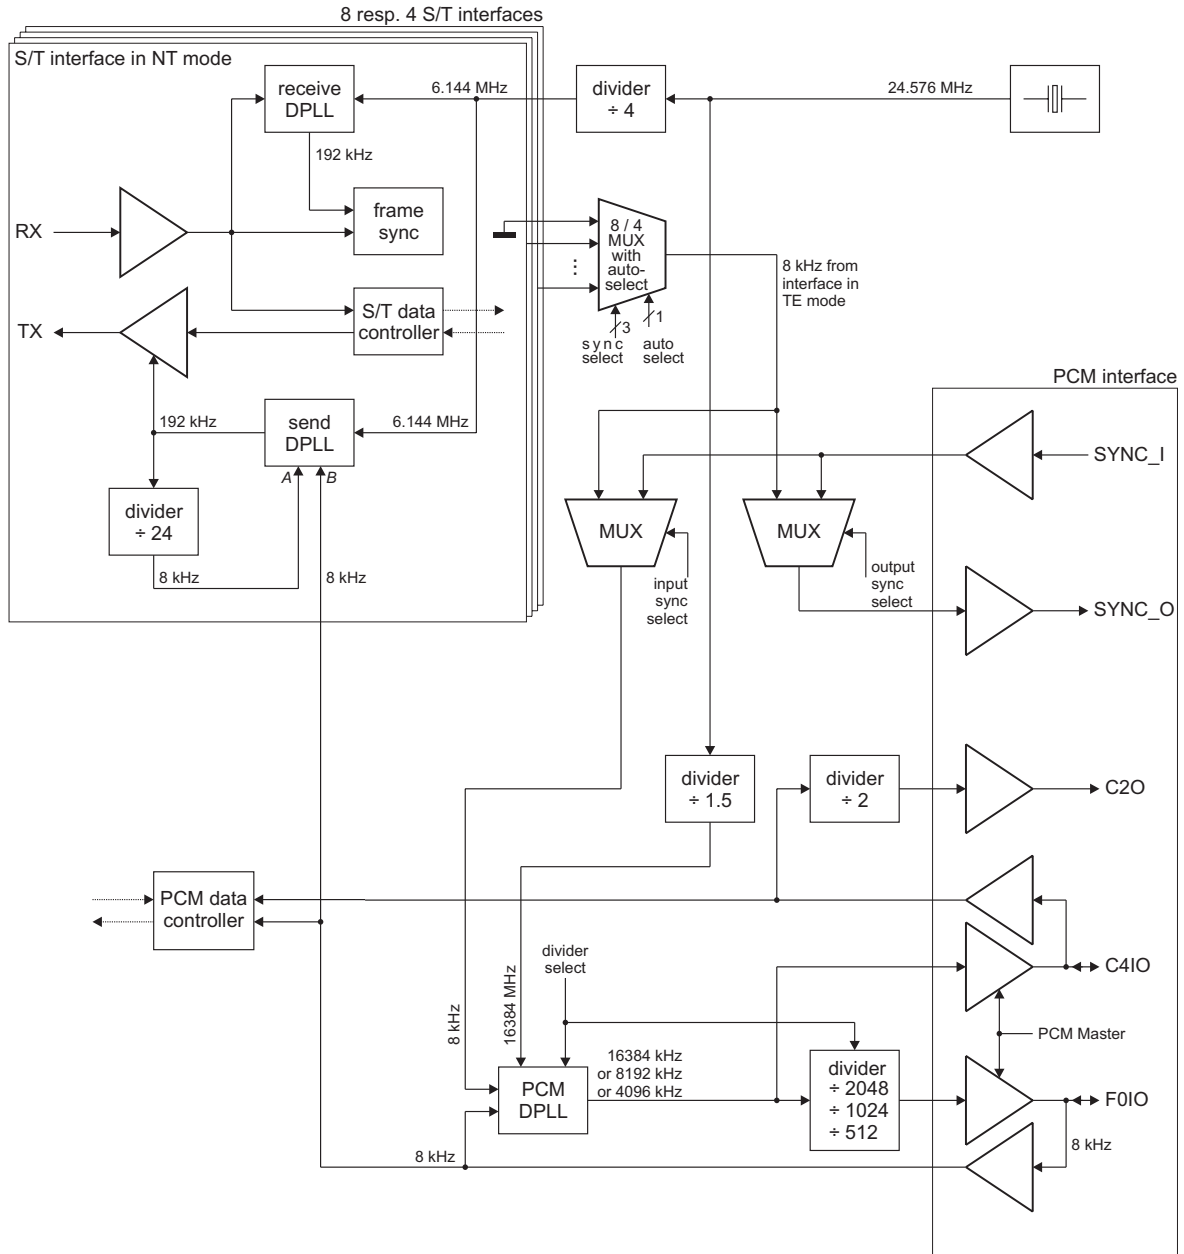 8 resp. 4 S/T interfaces
S/T interface in NT mode
receive
DPLL
6.144 MHz
divider
÷ 4
24.576 MHz
192 kHz
RX
frame
sync
8 / 4
MUX
with
auto-
select
8 kHz from
interface in
TE mode
TX
S/T data
controller
3
1
sync
select
auto
select
PCM interface
192 kHz
send
DPLL
6.144 MHz
A
B
SYNC_I
divider
÷ 24
MUX
MUX
8 kHz
8 kHz
input
sync
select
output
sync
select
SYNC_O
divider
÷ 1.5
divider
÷ 2
C2O
PCM data
controller
divider
select
C4IO
8 kHz
16384 MHz
PCM Master
16384 kHz
or 8192 kHz
or 4096 kHz
PCM
DPLL
divider
÷ 2048
÷ 1024
÷ 512
F0IO
8 kHz
8 kHz